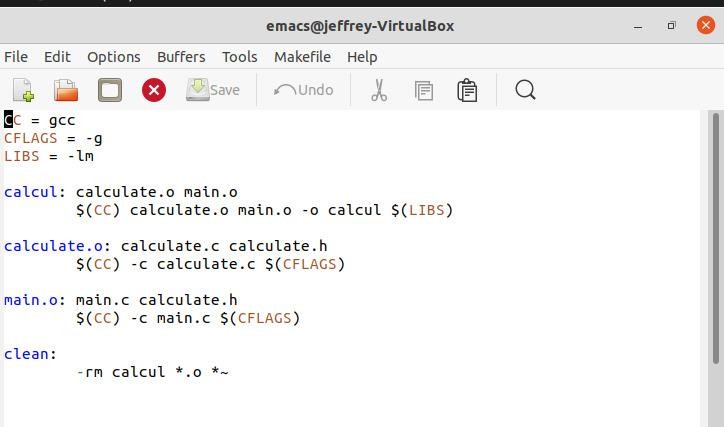 emacs@jeffrey-VirtualBox
File Edit Options Buffers Tools Makefile Help
Save Undo
CC = gcc
CFLAGS = -g
LIBS = -lm
calcul: calculate.o main.o
$(CC) calculate.o main.o -o calcul $(LIBS)
calculate.o: calculate.c calculate.h
$(CC) -c calculate.c $(CFLAGS)
main.o: main.c calculate.h
$(CC) -c main.c $(CFLAGS)
clean:
-rm calcul *.o *~